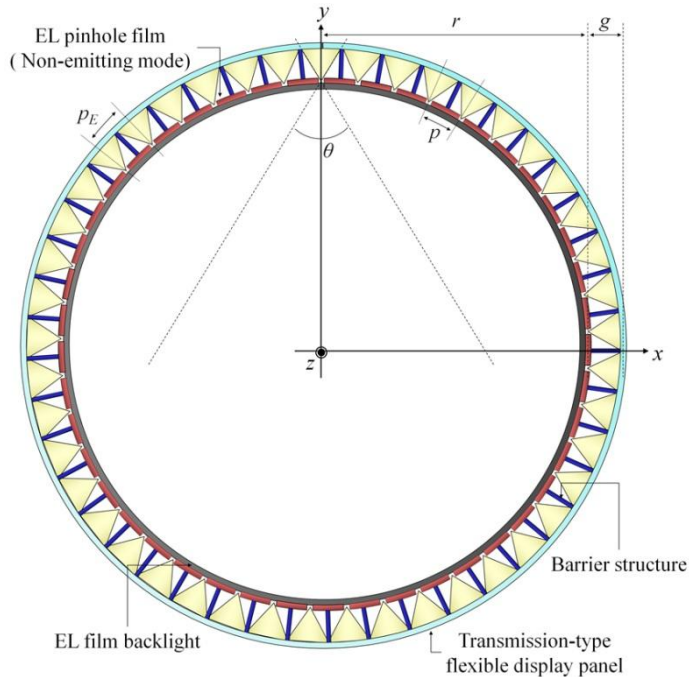 y
r
g
EL pinhole film
( Non-emitting mode)
p_E
θ
p
x
z
Barrier structure
EL film backlight
Transmission-type
flexible display panel